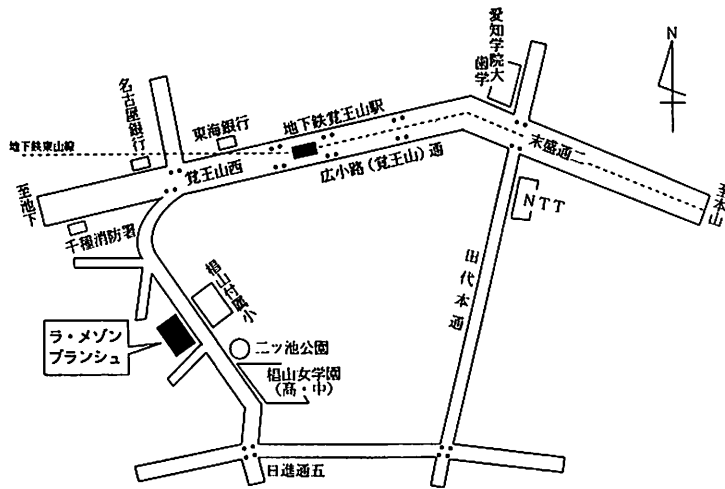 愛知学院大
歯学
N
名古屋銀行
東海銀行
地下鉄覚王山駅
地下鉄東山線
覚王山西
広小路(覚王山)通
末盛通二
至本山
至池下
千種消防署
NTT
田代本通
椙山付属小
ラ・メゾン
ブランシュ
二ッ池公園
椙山女学園
(高・中)
日進通五